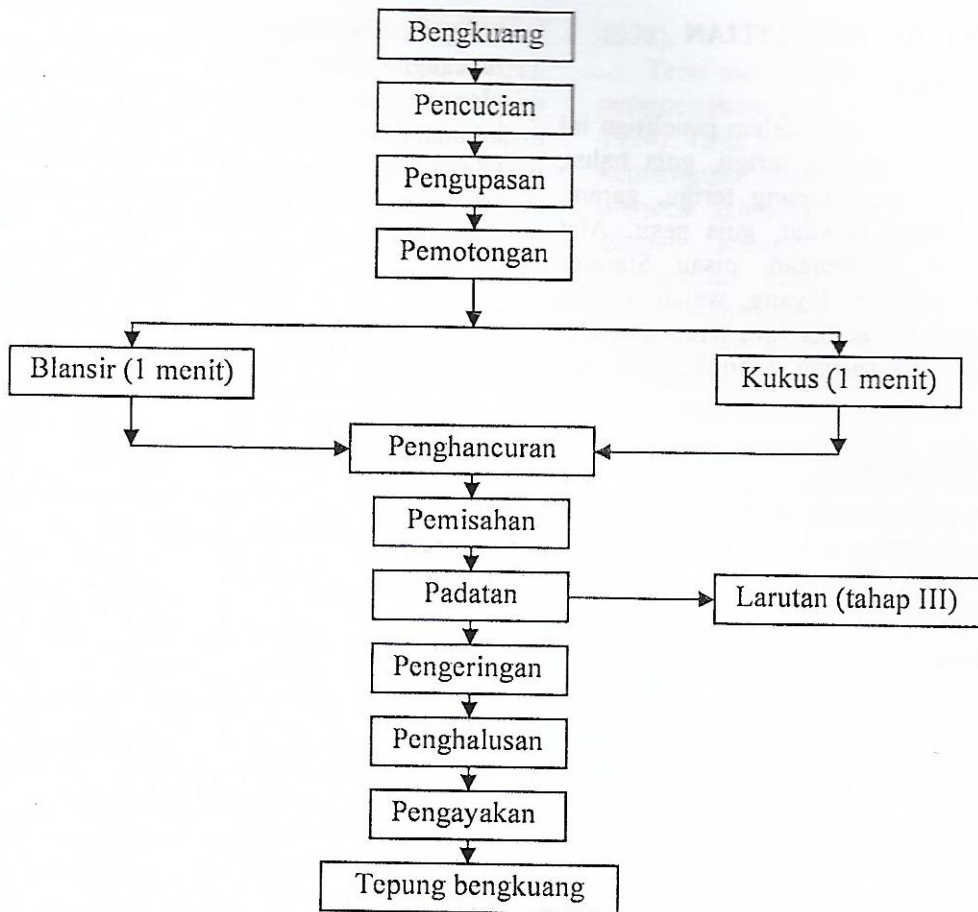 Bengkuang
Pencucian
Pengupasan
Pemotongan
Blansir (1 menit)
Kukus (1 menit)
Penghancuran
Pemisahan
Padatan
Larutan (tahap III)
Pengeringan
Penghalusan
Pengayakan
Tepung bengkuang